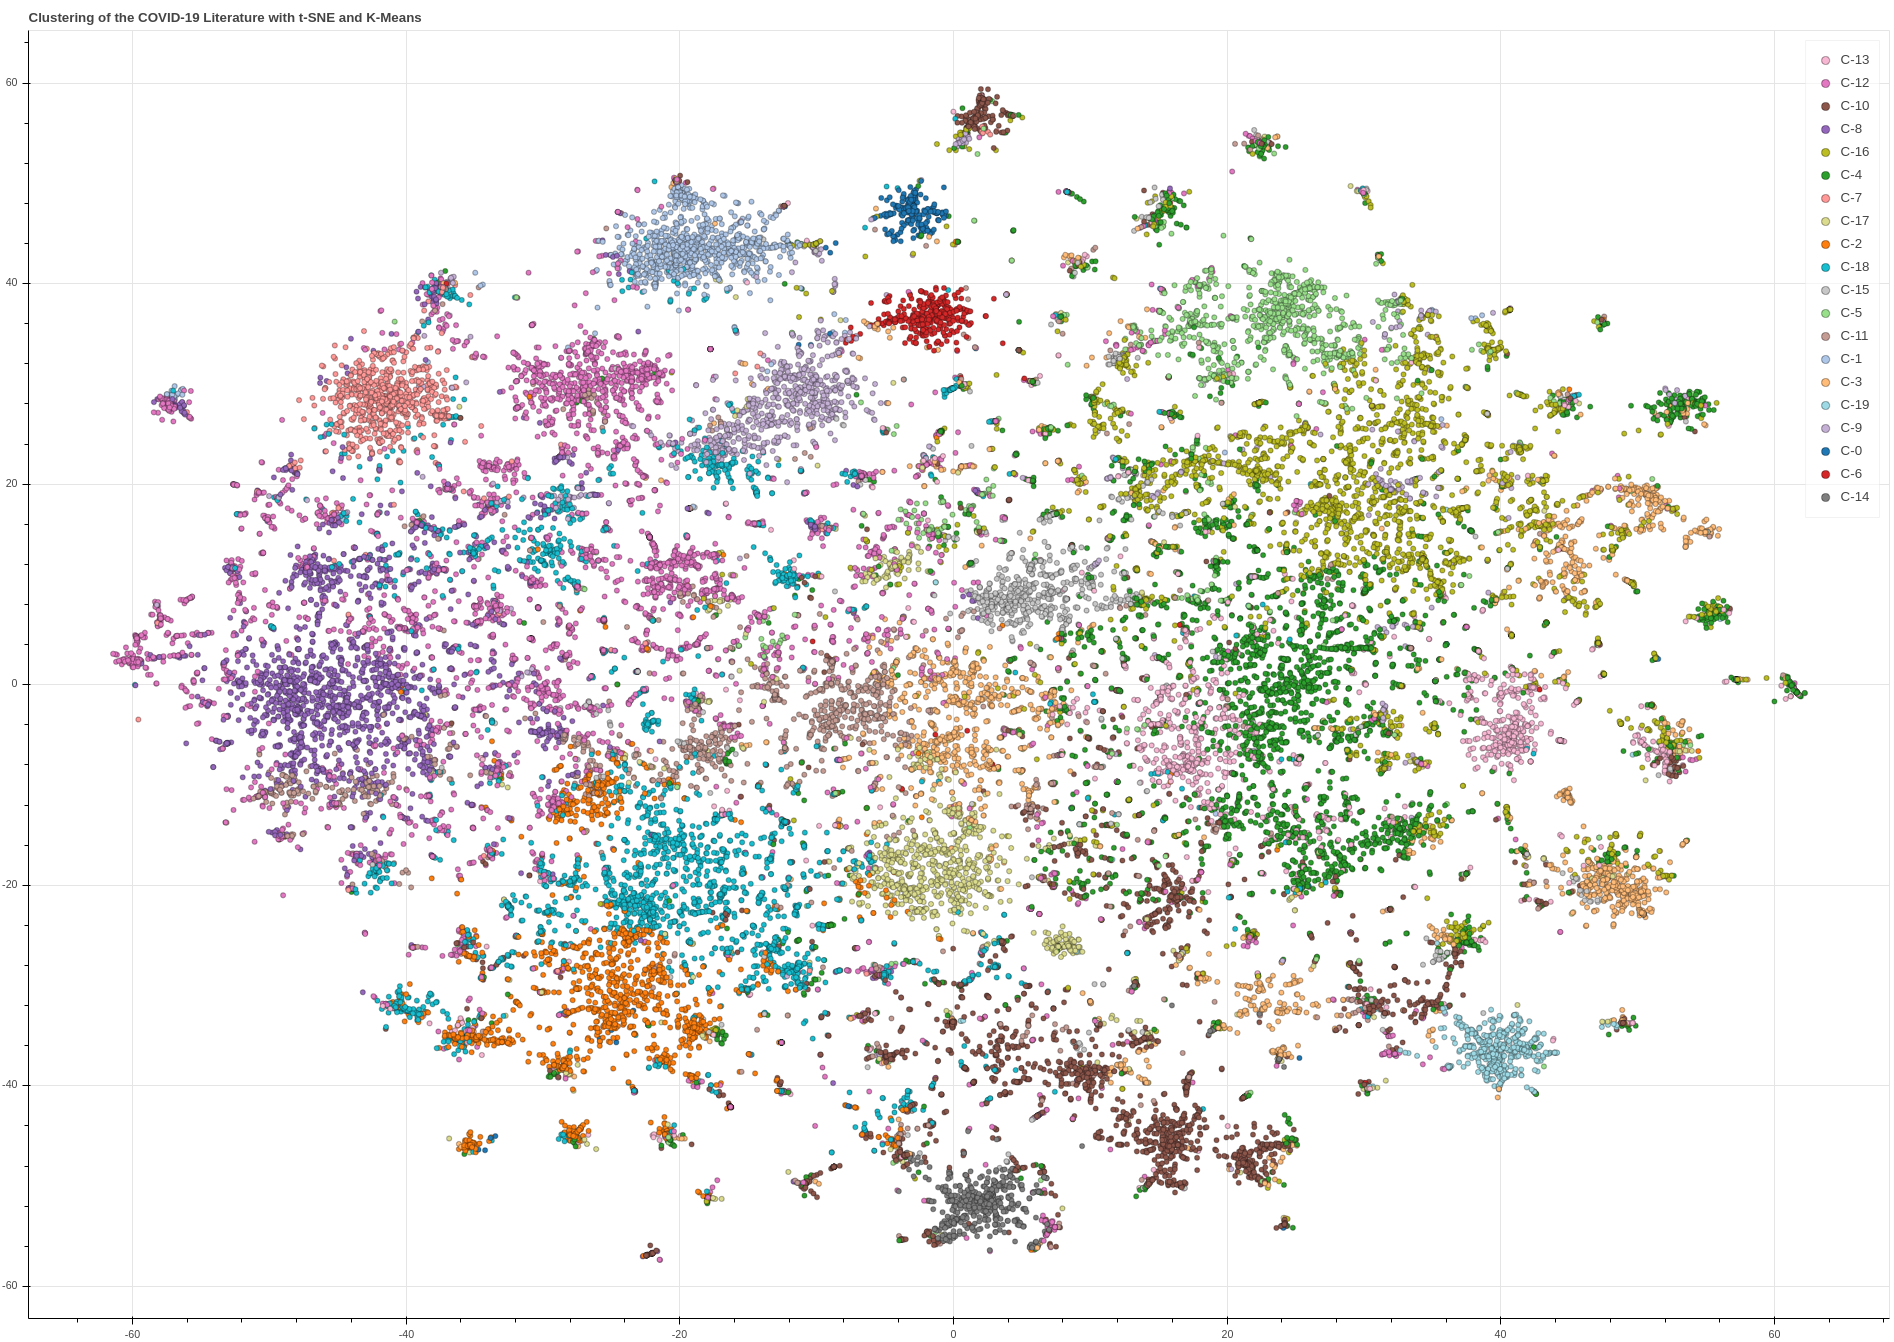 Clustering of the COVID-19 Literature with t-SNE and K-Means
60
40
20
0
-20
-40
-60
-60
-40
-20
0
20
40
60
C-13
C-12
C-10
C-8
C-16
C-4
C-7
C-17
C-2
C-18
C-15
C-5
C-11
C-1
C-3
C-19
C-9
C-0
C-6
C-14